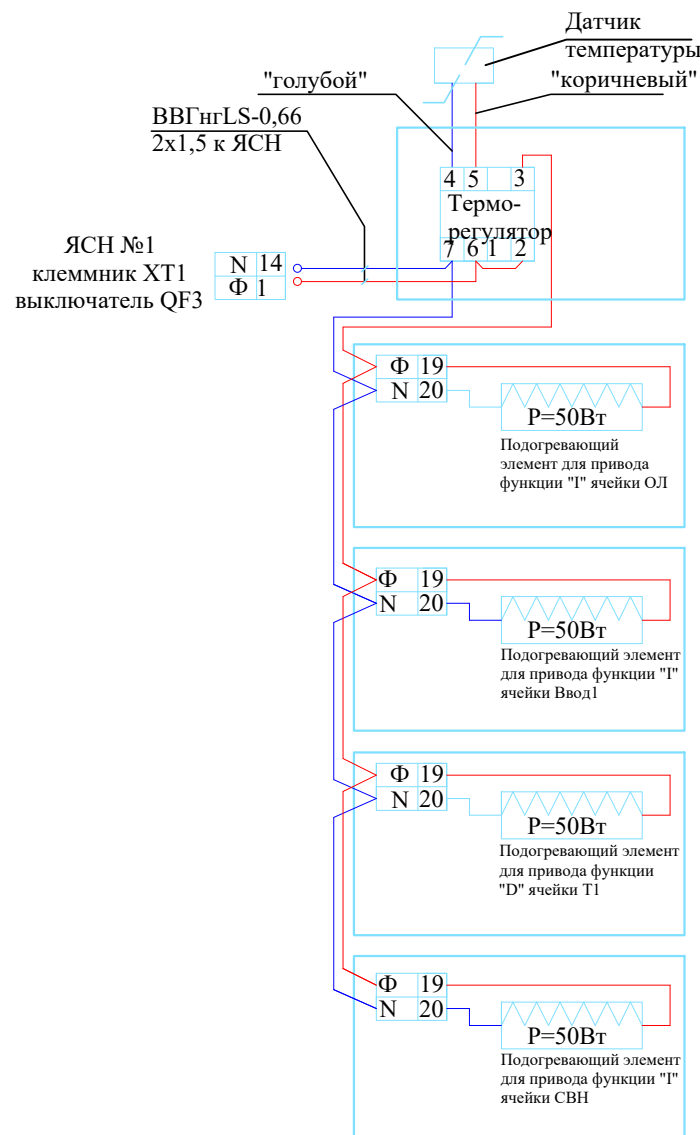 Датчик
температуры
"голубой"
"коричневый"
ВВГнгLS-0,66
2х1,5 к ЯСН
4 5 3
Термо-
регулятор
7 6 1 2
ЯСН №1
клеммник ХТ1
выключатель QF3
N 14
Ф 1
Ф 19
N 20
Р=50Вт
Подогревающий
элемент для привода
функции "I" ячейки ОЛ
Ф 19
N 20
Р=50Вт
Подогревающий элемент
для привода функции "I"
ячейки Ввод1
Ф 19
N 20
Р=50Вт
Подогревающий элемент
для привода функции
"D" ячейки Т1
Ф 19
N 20
Р=50Вт
Подогревающий элемент
для привода функции "I"
ячейки СВН